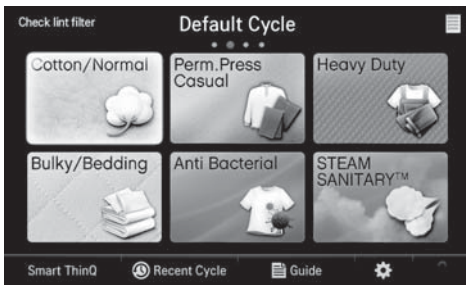 Check lint filter
Default Cycle
Cotton/Normal
Perm.Press
Casual
Heavy Duty
Bulky/Bedding
Anti Bacterial
STEAM
SANITARY™
Smart ThinQ
Recent Cycle
Guide